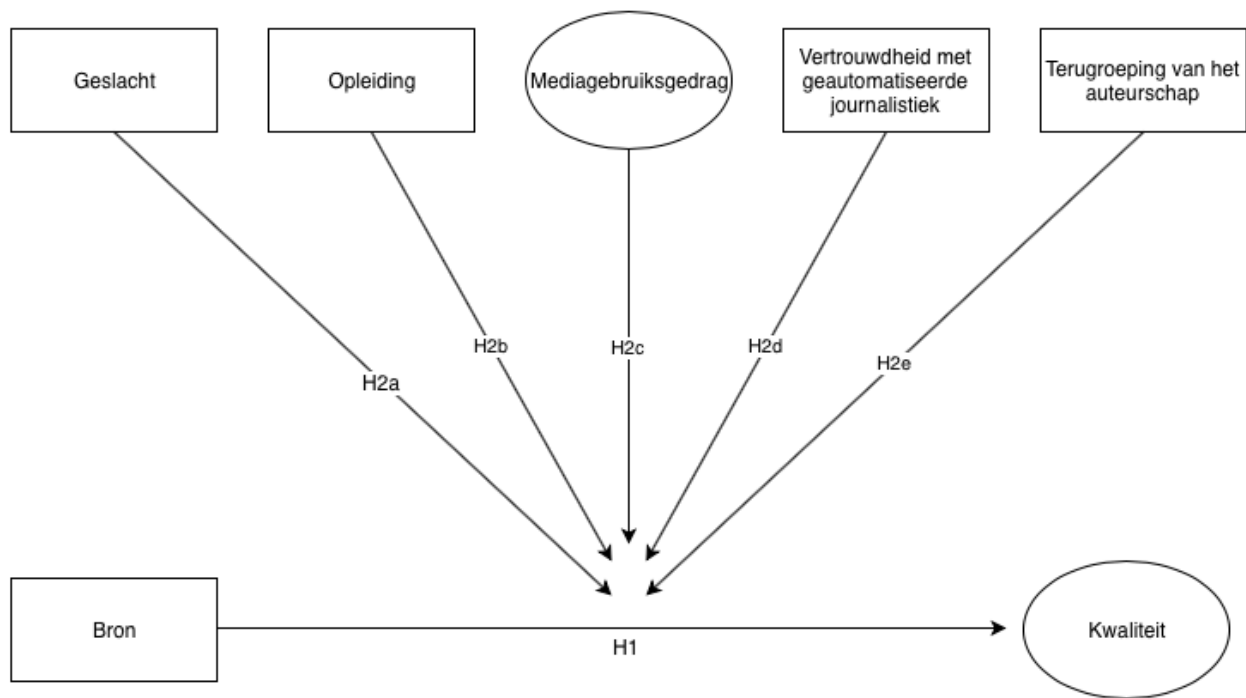 Geslacht
Opleiding
Mediagebruiksgedrag
Vertrouwdheid met
geautomatiseerde
journalistiek
Terugroeping van het
auteurschap
H2a
H2b
H2c
H2d
H2e
Bron
H1
Kwaliteit